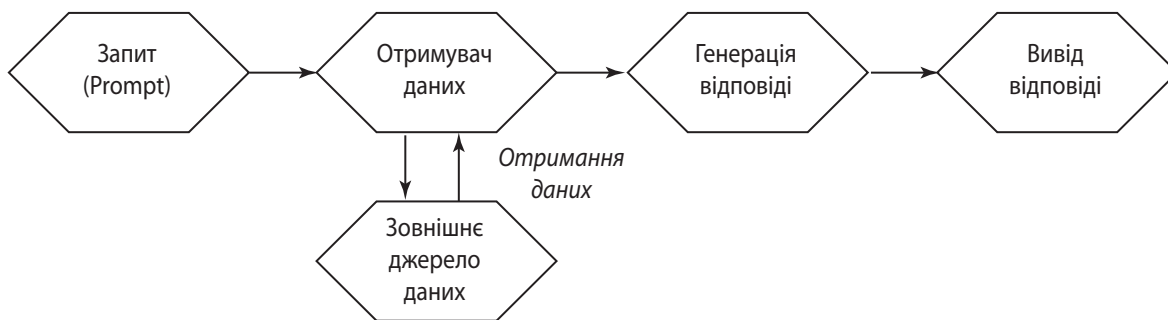 Запит
(Prompt)
Отримувач
даних
Генерація
відповіді
Вивід
відповіді
Отримання
даних
Зовнішнє
джерело
даних